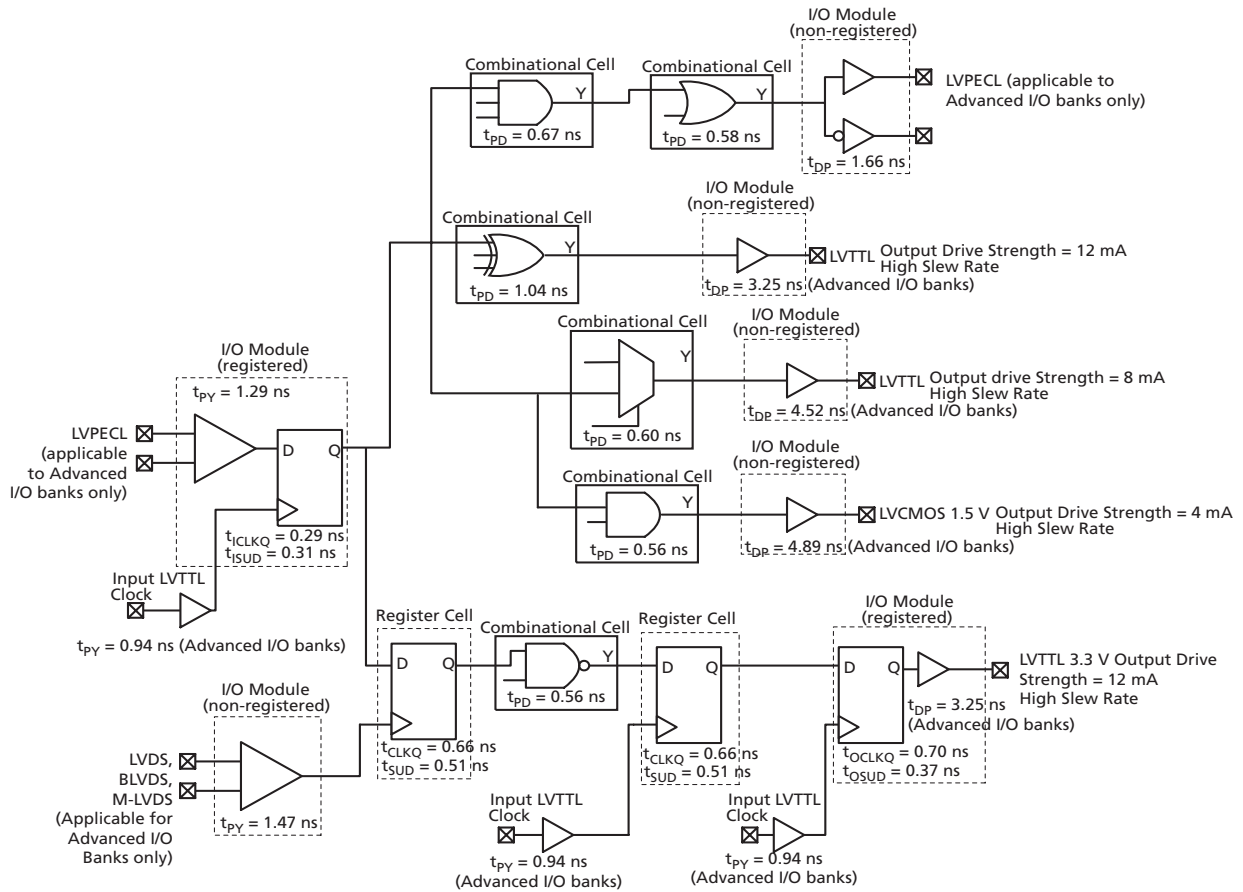 I/O Module
(non-registered)
Combinational Cell
Y
tPD = 0.67 ns
Combinational Cell
Y
tPD = 0.58 ns
tDP = 1.66 ns
LVPECL (applicable to
Advanced I/O banks only)
I/O Module
(non-registered)
Combinational Cell
Y
tPD = 1.04 ns
tDP = 3.25 ns
LVTTL
Output Drive Strength = 12 mA
High Slew Rate
(Advanced I/O banks)
Combinational Cell
Y
tPD = 0.60 ns
I/O Module
(non-registered)
tDP = 4.52 ns
LVTTL
Output drive Strength = 8 mA
High Slew Rate
(Advanced I/O banks)
I/O Module
(registered)
tPY = 1.29 ns
LVPECL
(applicable
to Advanced
I/O banks only)
D
Q
tICLKQ = 0.29 ns
tISUD = 0.31 ns
Input LVTTL
Clock
tPY = 0.94 ns (Advanced I/O banks)
Combinational Cell
Y
tPD = 0.56 ns
I/O Module
(non-registered)
tDP = 4.89 ns
LVCMOS 1.5 V
Output Drive Strength = 4 mA
High Slew Rate
(Advanced I/O banks)
Register Cell
D
Q
tCLKQ = 0.66 ns
tSUD = 0.51 ns
Combinational Cell
Y
tPD = 0.56 ns
Register Cell
D
Q
tCLKQ = 0.66 ns
tSUD = 0.51 ns
I/O Module
(registered)
D
Q
tDP = 3.25 ns
(Advanced I/O banks)
tOCLKQ = 0.70 ns
tOSUD = 0.37 ns
LVTTL 3.3 V Output Drive
Strength = 12 mA
High Slew Rate
I/O Module
(non-registered)
LVDS,
BLVDS,
M-LVDS
(Applicable for
Advanced I/O
Banks only)
tPY = 1.47 ns
Input LVTTL
Clock
tPY = 0.94 ns
(Advanced I/O banks)
Input LVTTL
Clock
tPY = 0.94 ns
(Advanced I/O banks)